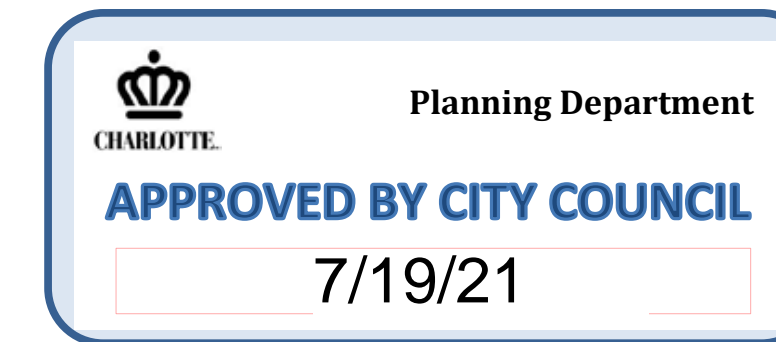 Planning Department
CHARLOTTE.
APPROVED BY CITY COUNCIL
7/19/21